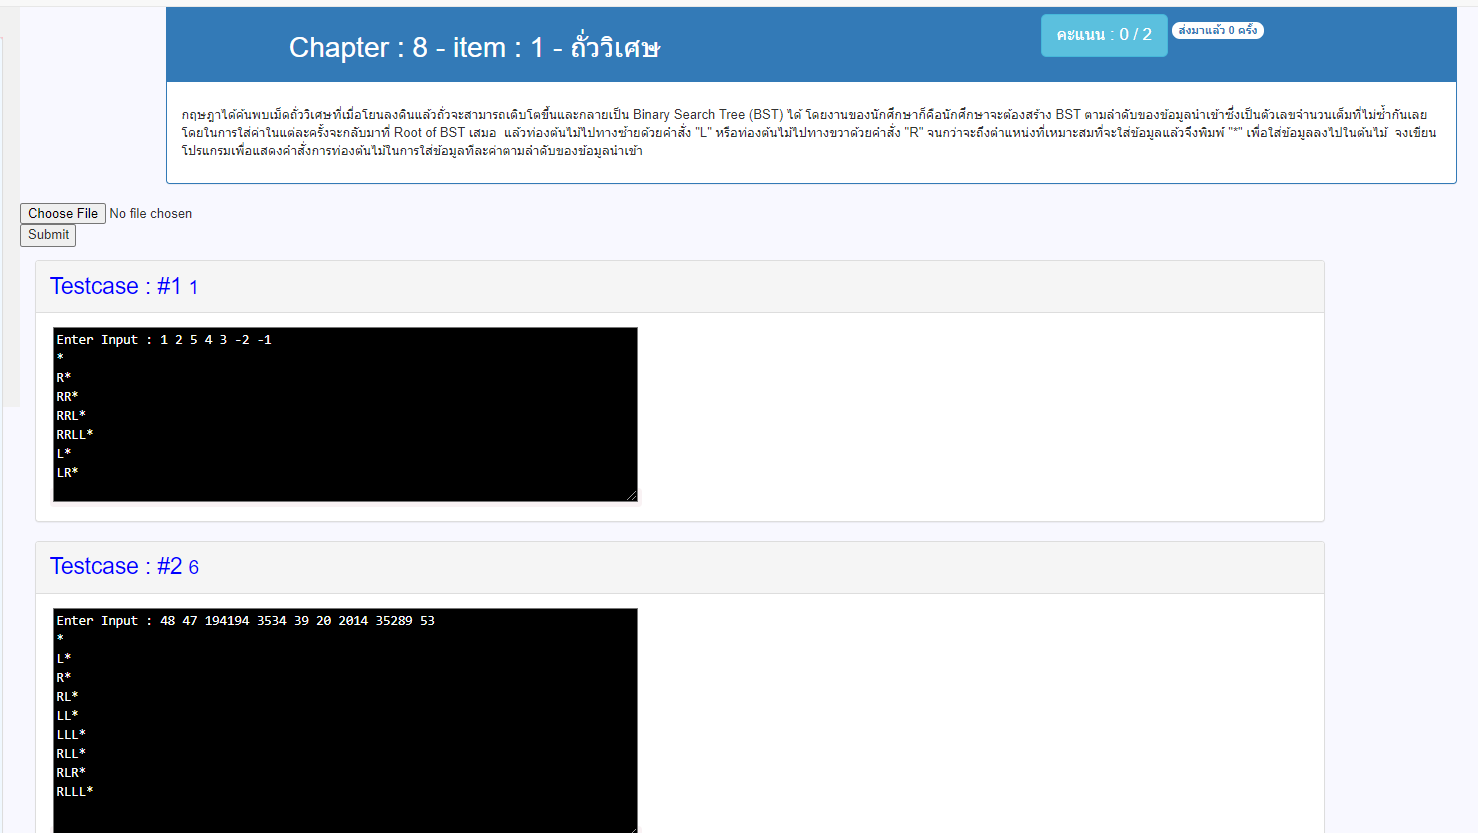 Chapter : 8 - item : 1 - ถั่ววิเศษ
คะแนน : 0 / 2
ส่งมาแล้ว 0 ครั้ง
กฤษฎาได้ค้นพบเม็ดถั่ววิเศษที่เมื่อโยนลงดินแล้วถั่วจะสามารถเติบโตขึ้นและกลายเป็น Binary Search Tree (BST) ได้ โดยงานของนักศึกษาก็คือนักศึกษาจะต้องสร้าง BST ตามลำดับของข้อมูลนำเข้าซึ่งเป็นตัวเลขจำนวนเต็มที่ไม่ซ้ำกันเลย
โดยในการใส่ค่าในแต่ละครั้งจะกลับมาที่ Root of BST เสมอ แล้วท่องต้นไม้ไปทางซ้ายด้วยคำสั่ง "L" หรือท่องต้นไม้ไปทางขวาด้วยคำสั่ง "R" จนกว่าจะถึงตำแหน่งที่เหมาะสมที่จะใส่ข้อมูลแล้วจึงพิมพ์ "*" เพื่อใส่ข้อมูลลงไปในต้นไม้ จงเขียน
โปรแกรมเพื่อแสดงคำสั่งการท่องต้นไม้ในการใส่ข้อมูลทีละค่าตามลำดับของข้อมูลนำเข้า
Choose File No file chosen
Submit
Testcase : #1 1
Enter Input : 1 2 5 4 3 -2 -1
*
R*
RR*
RRL*
RRLL*
L*
LR*
Testcase : #2 6
Enter Input : 48 47 194194 3534 39 20 2014 35289 53
*
L*
R*
RL*
LL*
LLL*
RLL*
RLR*
RLLL*